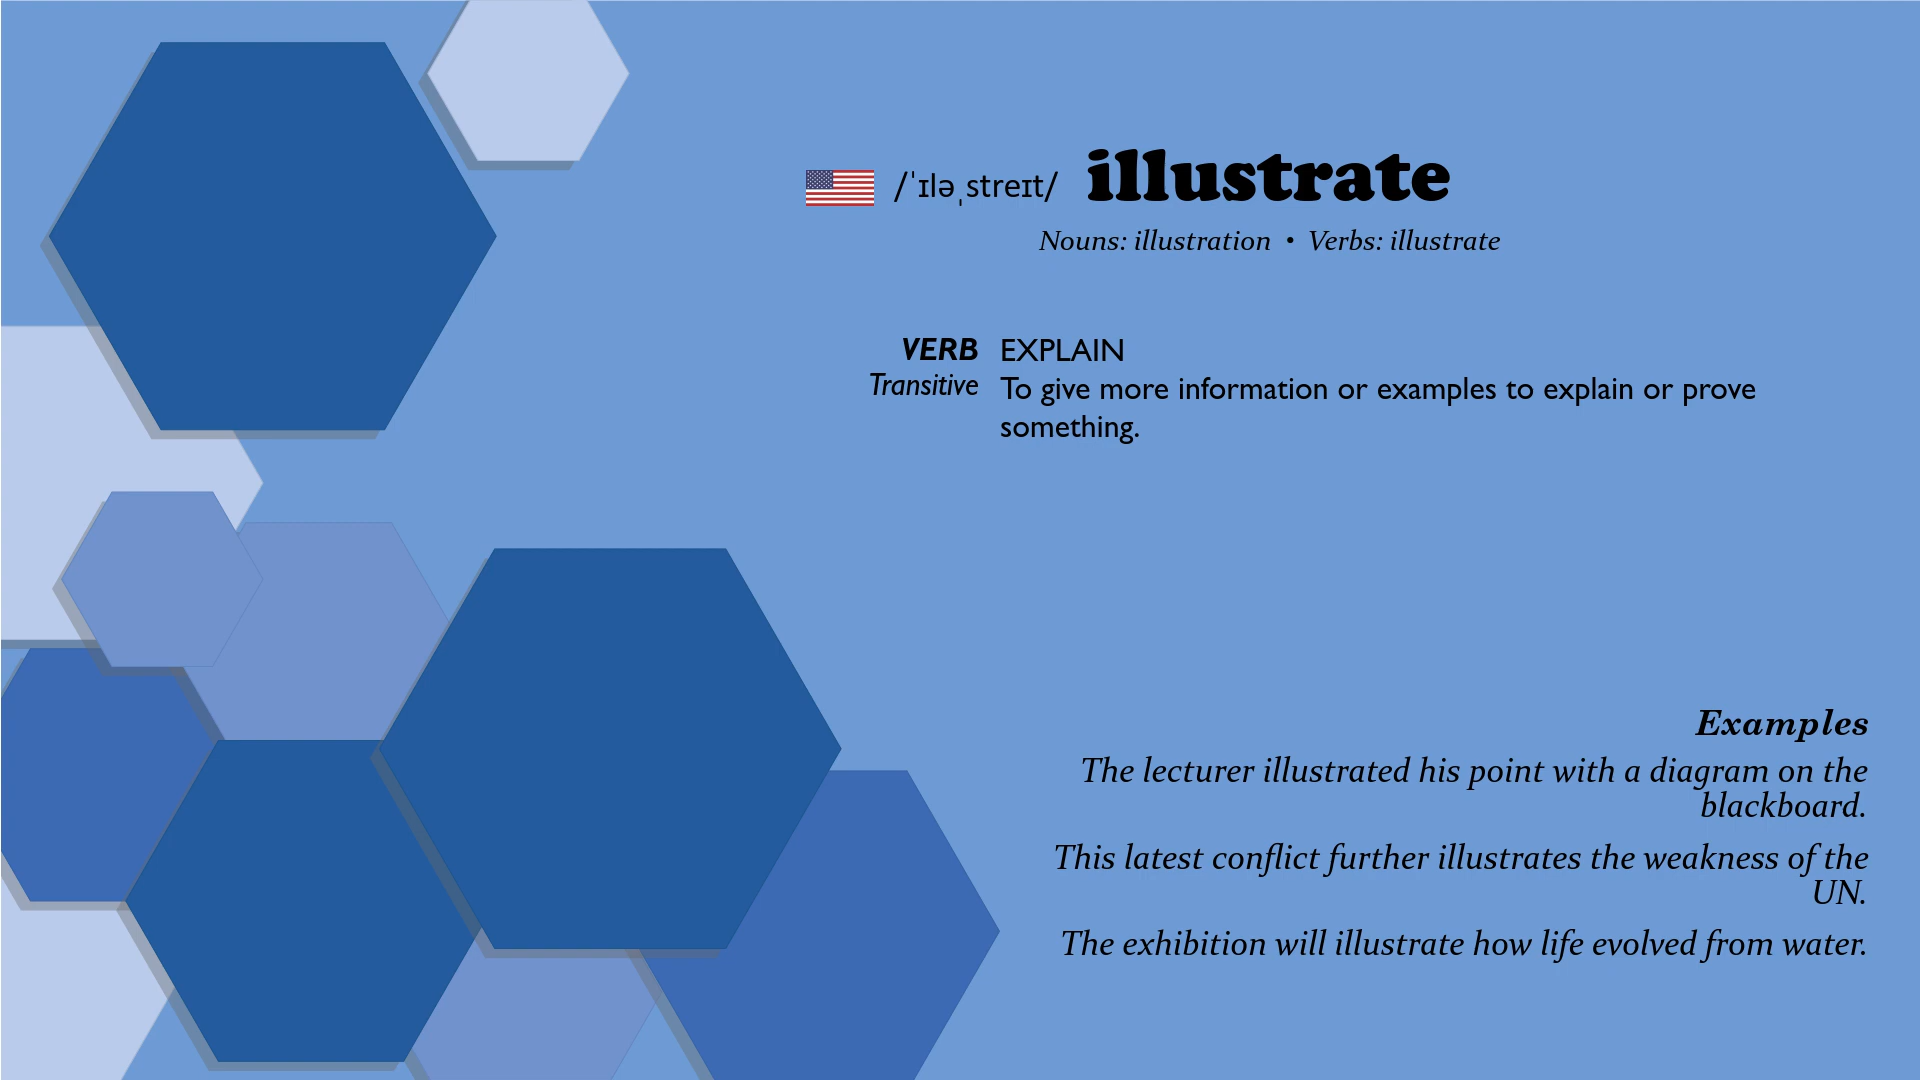 /ˈɪləˌstreɪt/ illustrate
Nouns: illustration • Verbs: illustrate
VERB EXPLAIN
Transitive To give more information or examples to explain or prove
something.
Examples
The lecturer illustrated his point with a diagram on the
blackboard.
This latest conflict further illustrates the weakness of the
UN.
The exhibition will illustrate how life evolved from water.